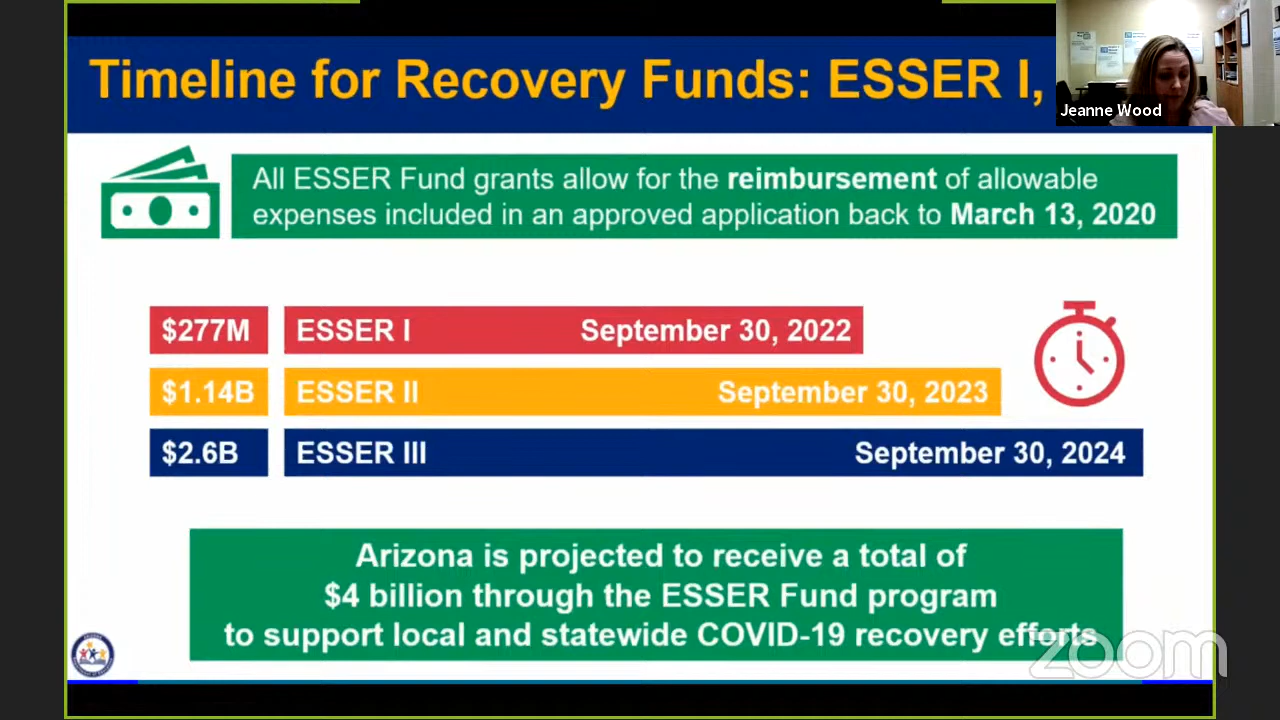 Timeline for Recovery Funds: ESSER I,
Jeanne Wood
All ESSER Fund grants allow for the reimbursement of allowable
expenses included in an approved application back to March 13, 2020
$277M ESSER I September 30, 2022
$1.14B ESSER II September 30, 2023
$2.6B ESSER III September 30, 2024
Arizona is projected to receive a total of
$4 billion through the ESSER Fund program
to support local and statewide COVID-19 recovery efforts
zoom